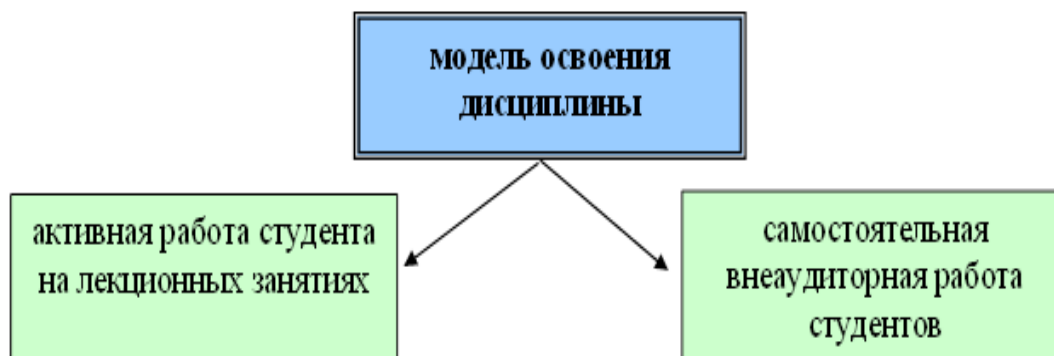 модель освоения
дисциплины
активная работа студента
на лекционных занятиях
самостоятельная
внеаудиторная работа
студентов